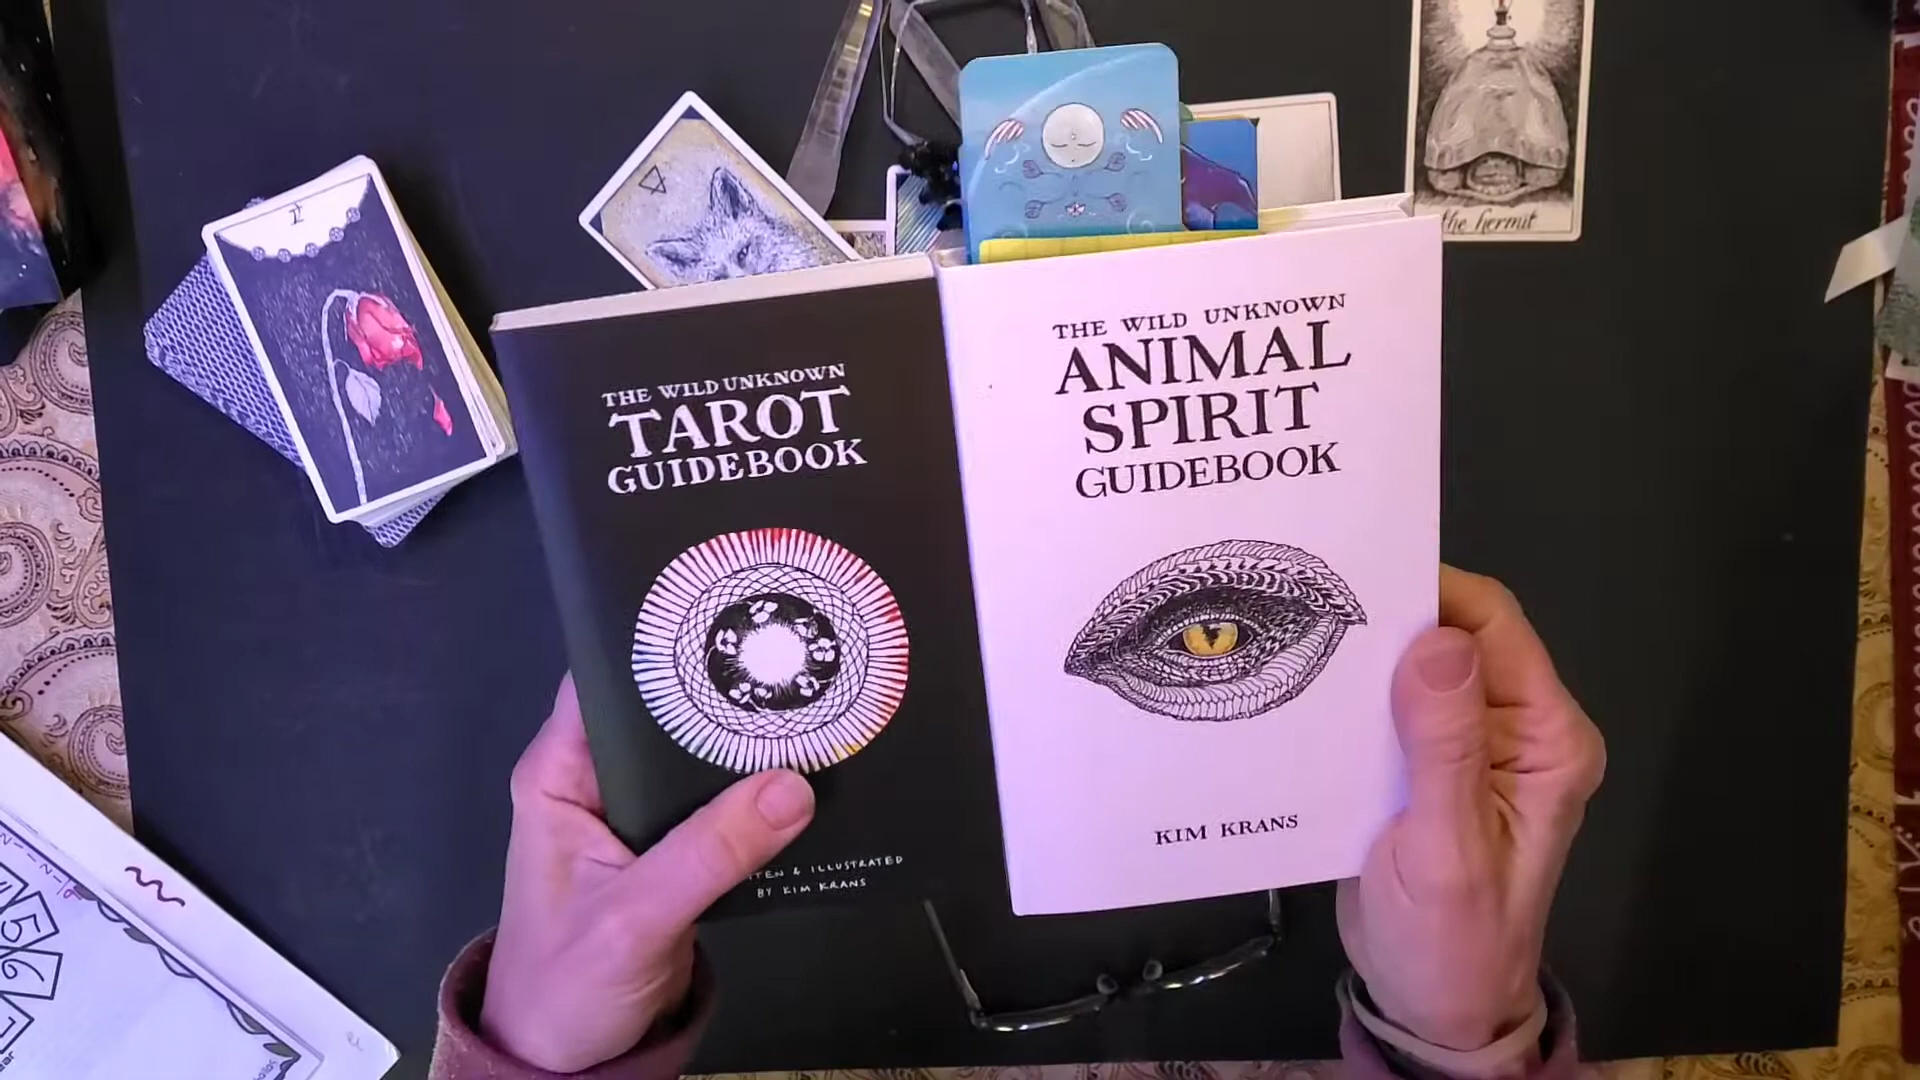 the hermit
THE WILD UNKNOWN
TAROT
GUIDEBOOK
& ILLUSTRATED
BY KIM KRANS
THE WILD UNKNOWN
ANIMAL
SPIRIT
GUIDEBOOK
KIM KRANS
5